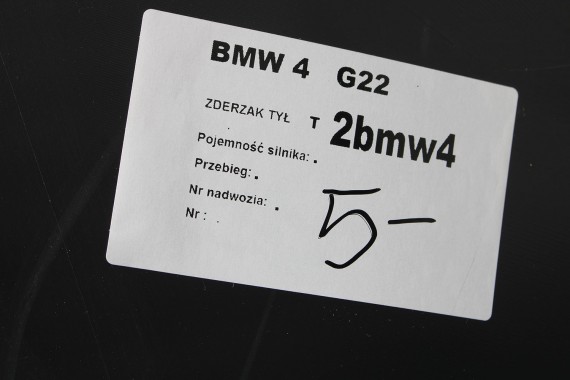 BMW 4 G22
ZDERZAK TYŁ T 2bmw4
Pojemność silnika: .
Przebieg: .
Nr nadwozia: .
Nr : .
5-